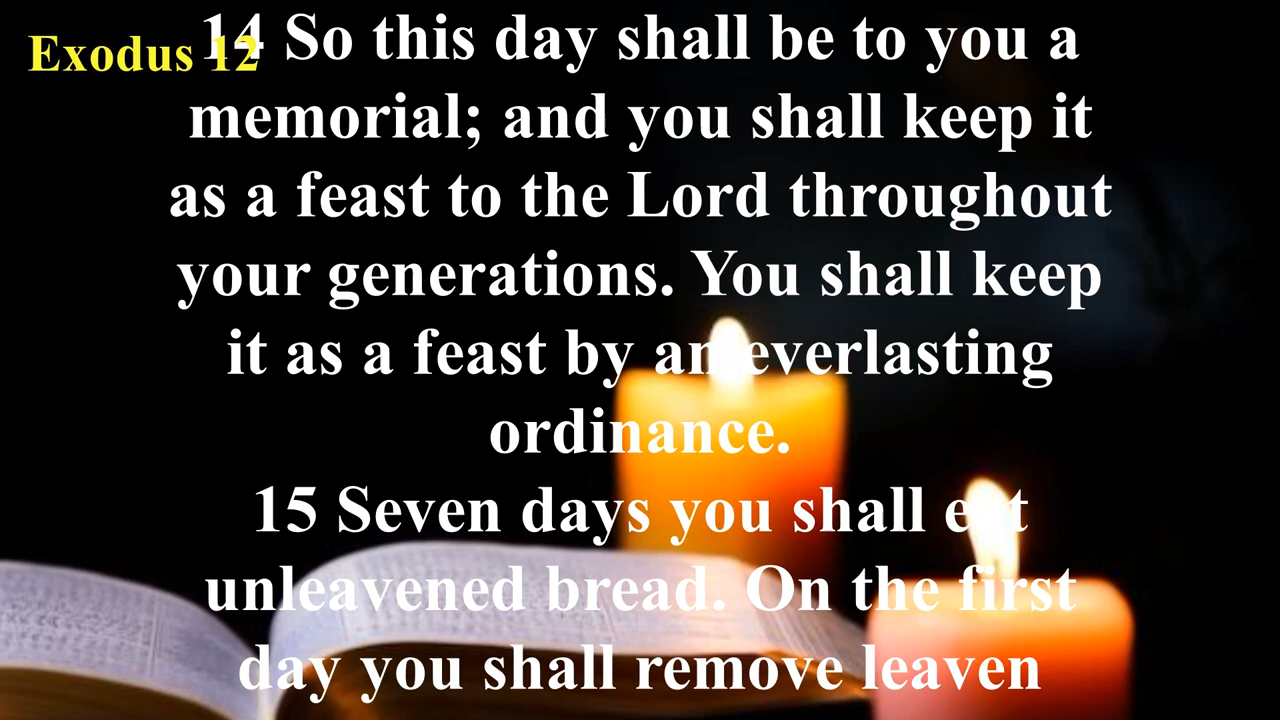 Exodus 12
14 So this day shall be to you a
memorial; and you shall keep it
as a feast to the Lord throughout
your generations. You shall keep
it as a feast by an everlasting
ordinance.
15 Seven days you shall eat
unleavened bread. On the first
day you shall remove leaven